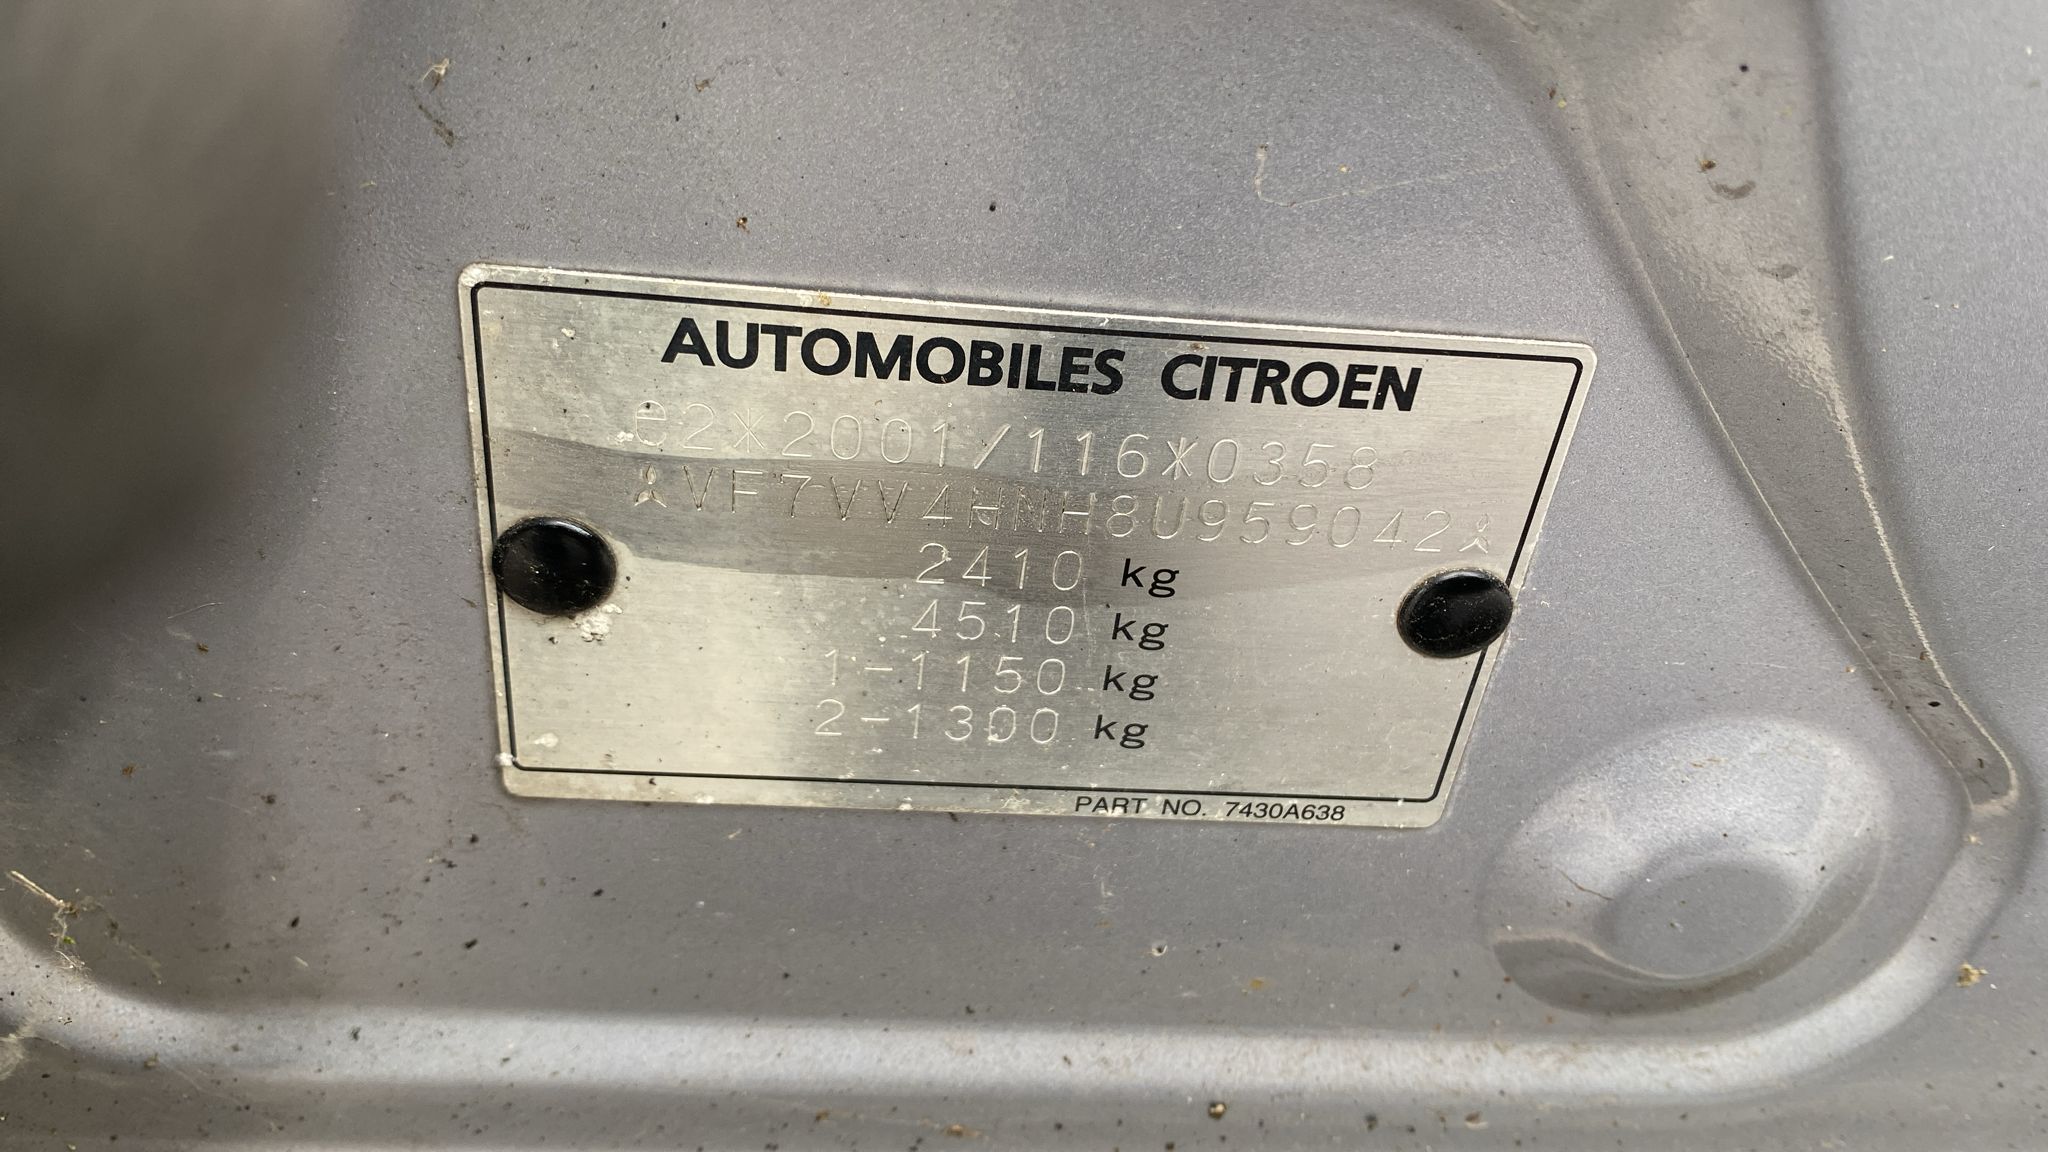 AUTOMOBILES CITROEN
e2*2001/116*0358
VF7VV4HNH8U959042
2410 kg
4510 kg
1-1150 kg
2-1300 kg
PART NO. 7430A638